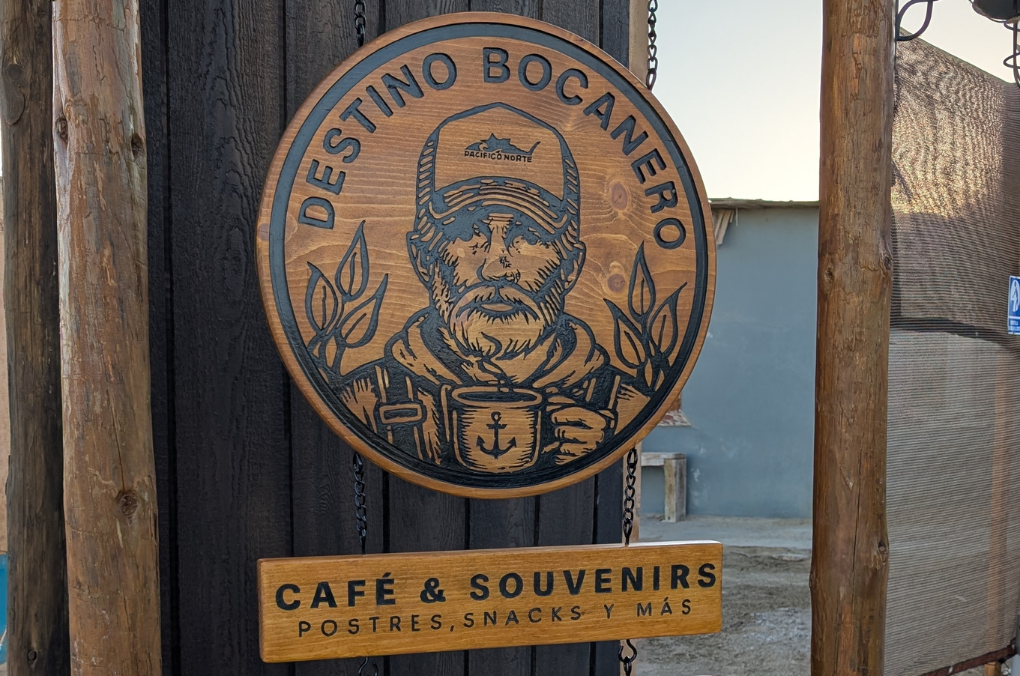 DESTINO BOCANERO
PACIFICO NORTE
CAFÉ & SOUVENIRS
POSTRES, SNACKS Y MÁS